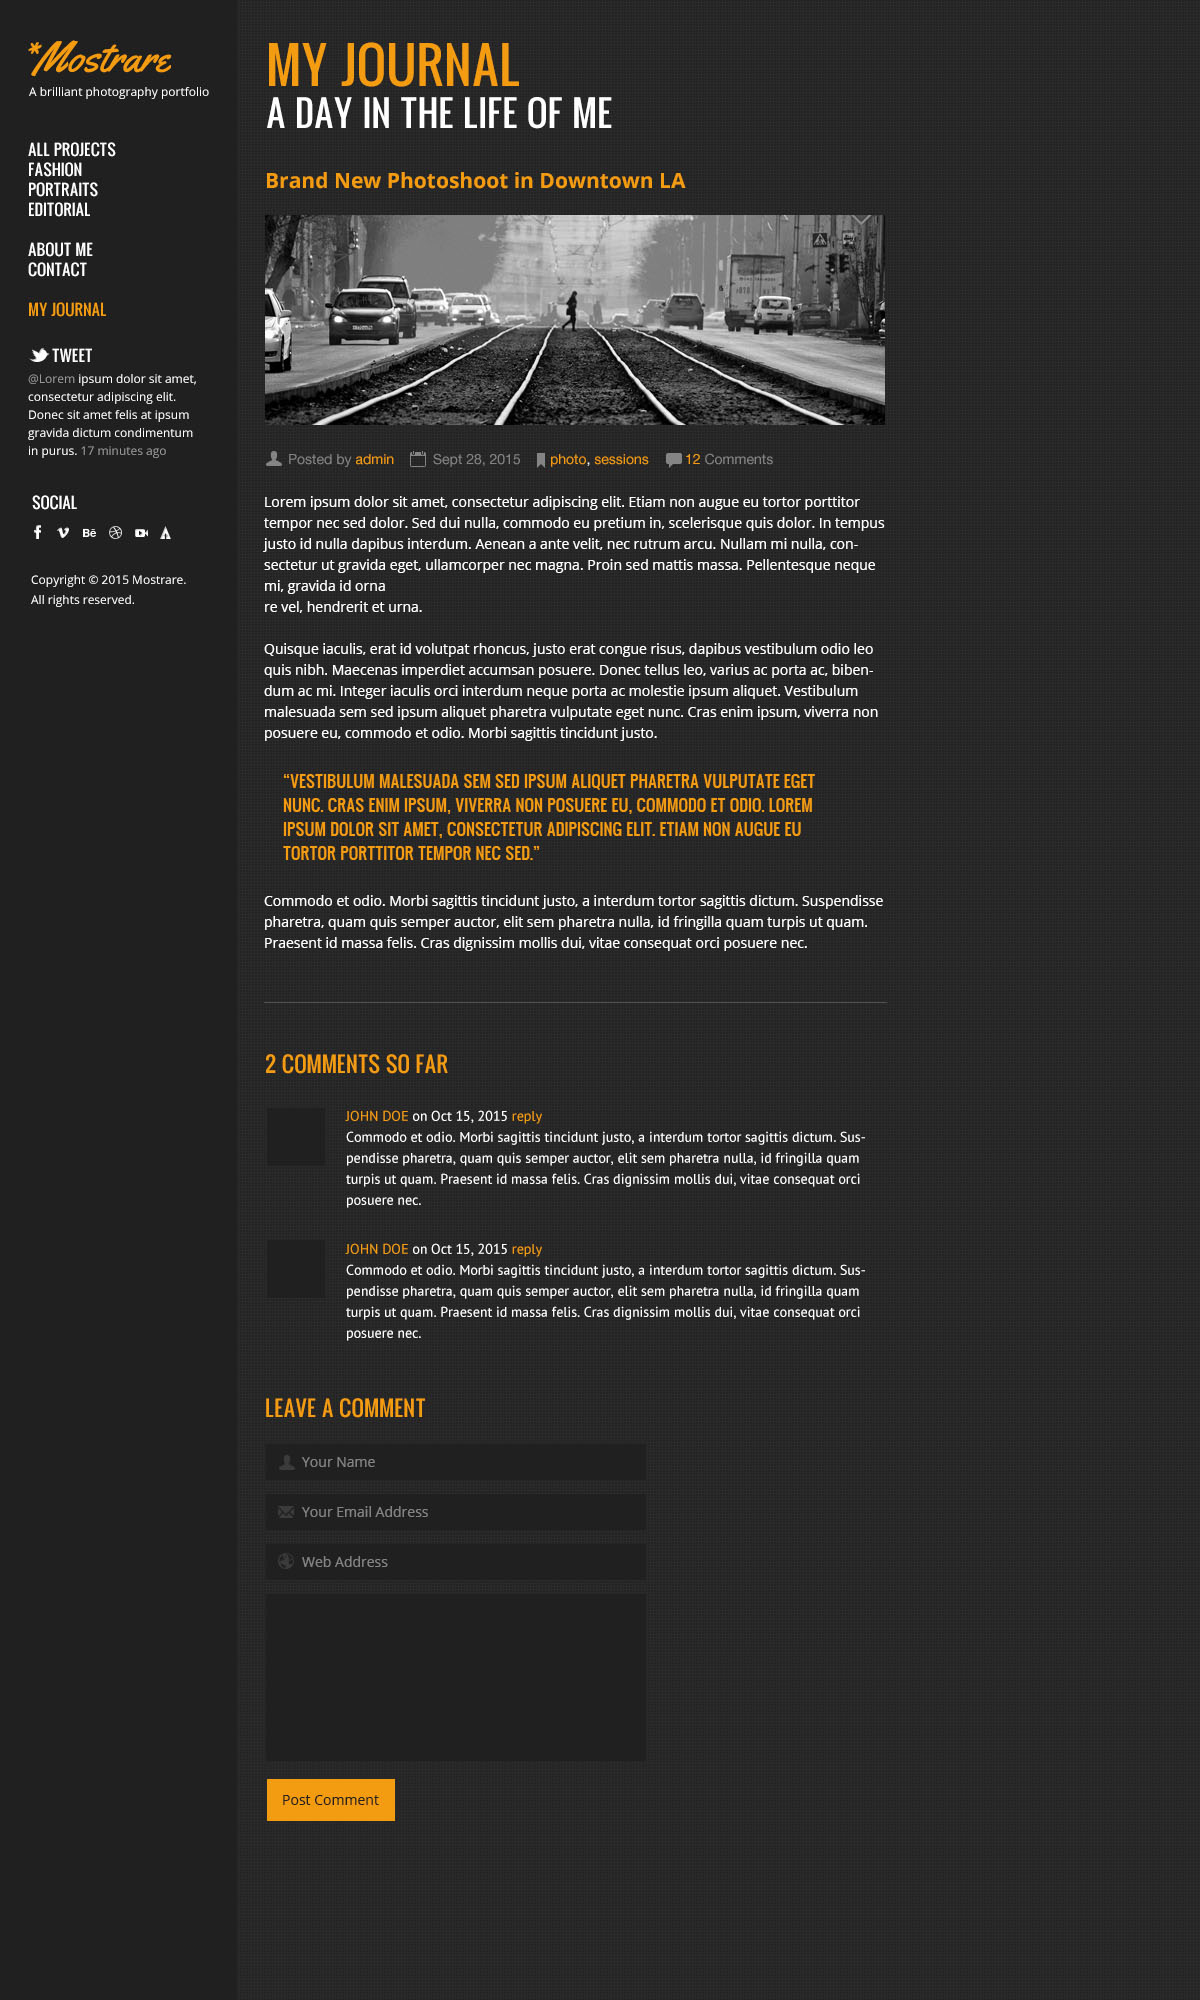 *Mostrare
A brilliant photography portfolio
ALL PROJECTS
FASHION
PORTRAITS
EDITORIAL
ABOUT ME
CONTACT
MY JOURNAL
TWEET
@Lorem ipsum dolor sit amet,
consectetur adipiscing elit.
Donec sit amet felis at ipsum
gravida dictum condimentum
in purus. 17 minutes ago
SOCIAL
Bē
Copyright © 2015 Mostrare.
All rights reserved.
MY JOURNAL
A DAY IN THE LIFE OF ME
Brand New Photoshoot in Downtown LA
Posted by admin Sept 28, 2015 photo, sessions 12 Comments
Lorem ipsum dolor sit amet, consectetur adipiscing elit. Etiam non augue eu tortor porttitor
tempor nec sed dolor. Sed dui nulla, commodo eu pretium in, scelerisque quis dolor. In tempus
justo id nulla dapibus interdum. Aenean a ante velit, nec rutrum arcu. Nullam mi nulla, con-
sectetur ut gravida eget, ullamcorper nec magna. Proin sed mattis massa. Pellentesque neque
mi, gravida id orna
re vel, hendrerit et urna.
Quisque iaculis, erat id volutpat rhoncus, justo erat congue risus, dapibus vestibulum odio leo
quis nibh. Maecenas imperdiet accumsan posuere. Donec tellus leo, varius ac porta ac, biben-
dum ac mi. Integer iaculis orci interdum neque porta ac molestie ipsum aliquet. Vestibulum
malesuada sem sed ipsum aliquet pharetra vulputate eget nunc. Cras enim ipsum, viverra non
posuere eu, commodo et odio. Morbi sagittis tincidunt justo.
“VESTIBULUM MALESUADA SEM SED IPSUM ALIQUET PHARETRA VULPUTATE EGET
NUNC. CRAS ENIM IPSUM, VIVERRA NON POSUERE EU, COMMODO ET ODIO. LOREM
IPSUM DOLOR SIT AMET, CONSECTETUR ADIPISCING ELIT. ETIAM NON AUGUE EU
TORTOR PORTTITOR TEMPOR NEC SED.”
Commodo et odio. Morbi sagittis tincidunt justo, a interdum tortor sagittis dictum. Suspendisse
pharetra, quam quis semper auctor, elit sem pharetra nulla, id fringilla quam turpis ut quam.
Praesent id massa felis. Cras dignissim mollis dui, vitae consequat orci posuere nec.
2 COMMENTS SO FAR
JOHN DOE on Oct 15, 2015 reply
Commodo et odio. Morbi sagittis tincidunt justo, a interdum tortor sagittis dictum. Sus-
pendisse pharetra, quam quis semper auctor, elit sem pharetra nulla, id fringilla quam
turpis ut quam. Praesent id massa felis. Cras dignissim mollis dui, vitae consequat orci
posuere nec.
JOHN DOE on Oct 15, 2015 reply
Commodo et odio. Morbi sagittis tincidunt justo, a interdum tortor sagittis dictum. Sus-
pendisse pharetra, quam quis semper auctor, elit sem pharetra nulla, id fringilla quam
turpis ut quam. Praesent id massa felis. Cras dignissim mollis dui, vitae consequat orci
posuere nec.
LEAVE A COMMENT
Your Name
Your Email Address
Web Address
Post Comment